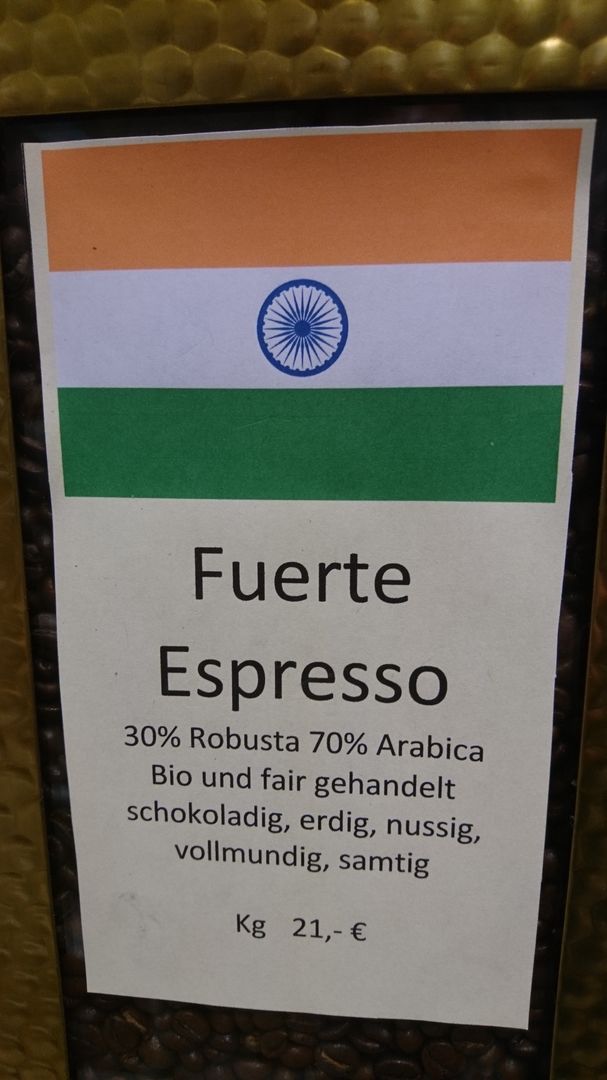 Fuerte
Espresso
30% Robusta 70% Arabica
Bio und fair gehandelt
schokoladig, erdig, nussig,
vollmundig, samtig
Kg 21,- €